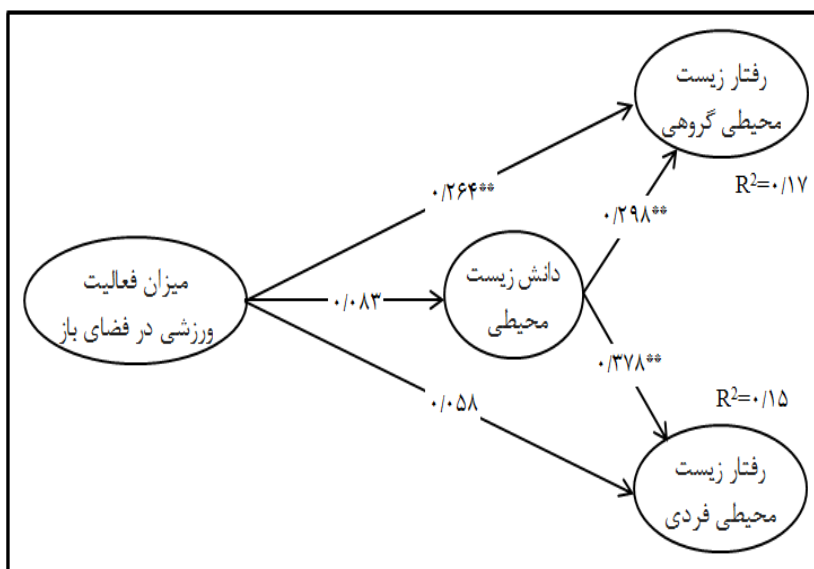 رفتار زیست
محیطی گروهی
R²=۰/۱۷
۰/۲۶۴**
۰/۲۹۸**
میزان فعالیت
ورزشی در فضای باز
۰/۰۸۳
دانش زیست
محیطی
۰/۳۷۸**
۰/۰۵۸
R²=۰/۱۵
رفتار زیست
محیطی فردی